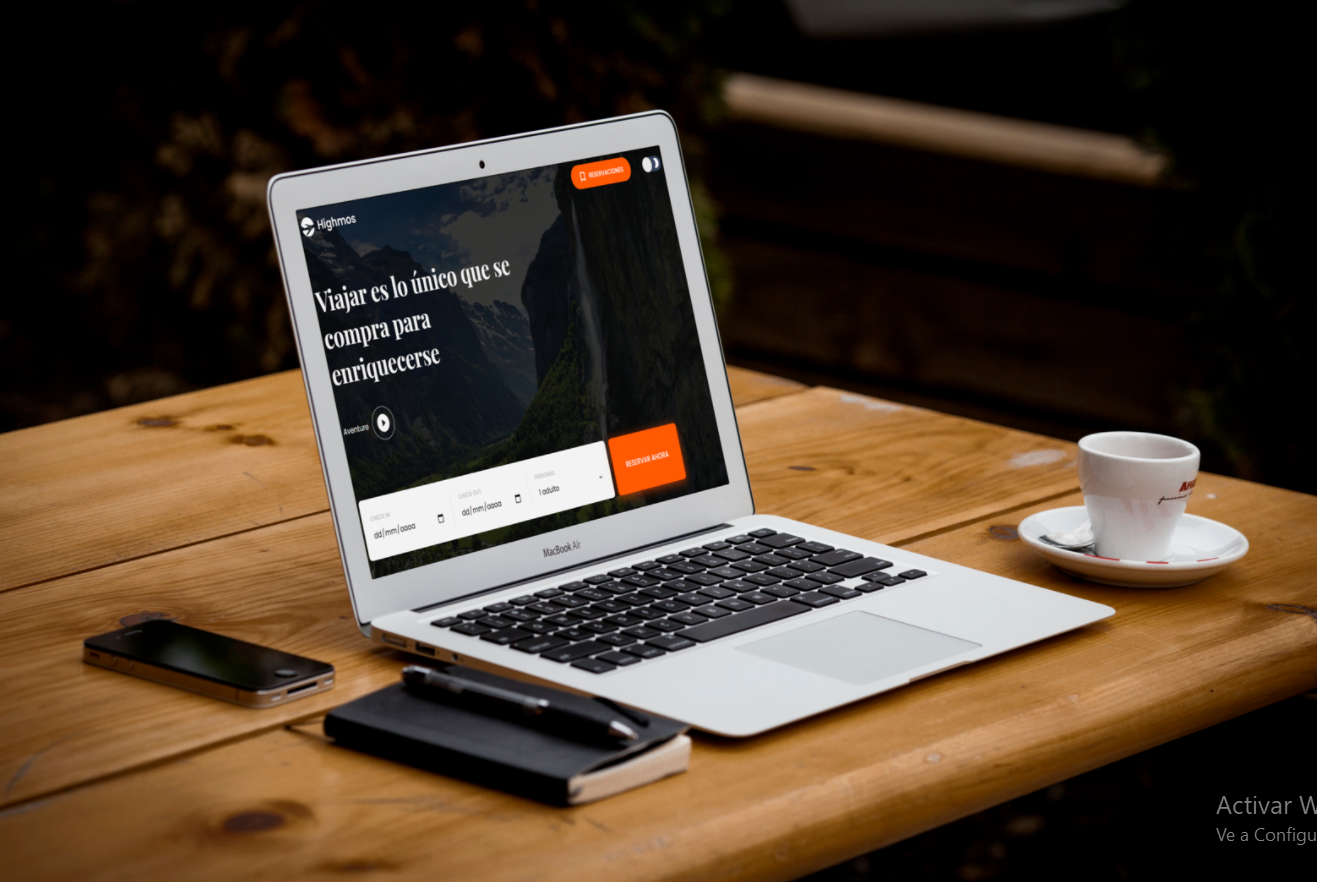 RESERVACIONES
Highmos
Viajar es lo único que se
compra para
enriquecerse
Aventure
CHECK IN
dd/mm/aaaa
CHECK OUT
dd/mm/aaaa
PERSONAS
1 adulto
RESERVAR AHORA
MacBook Air
Activar W
Ve a Configu